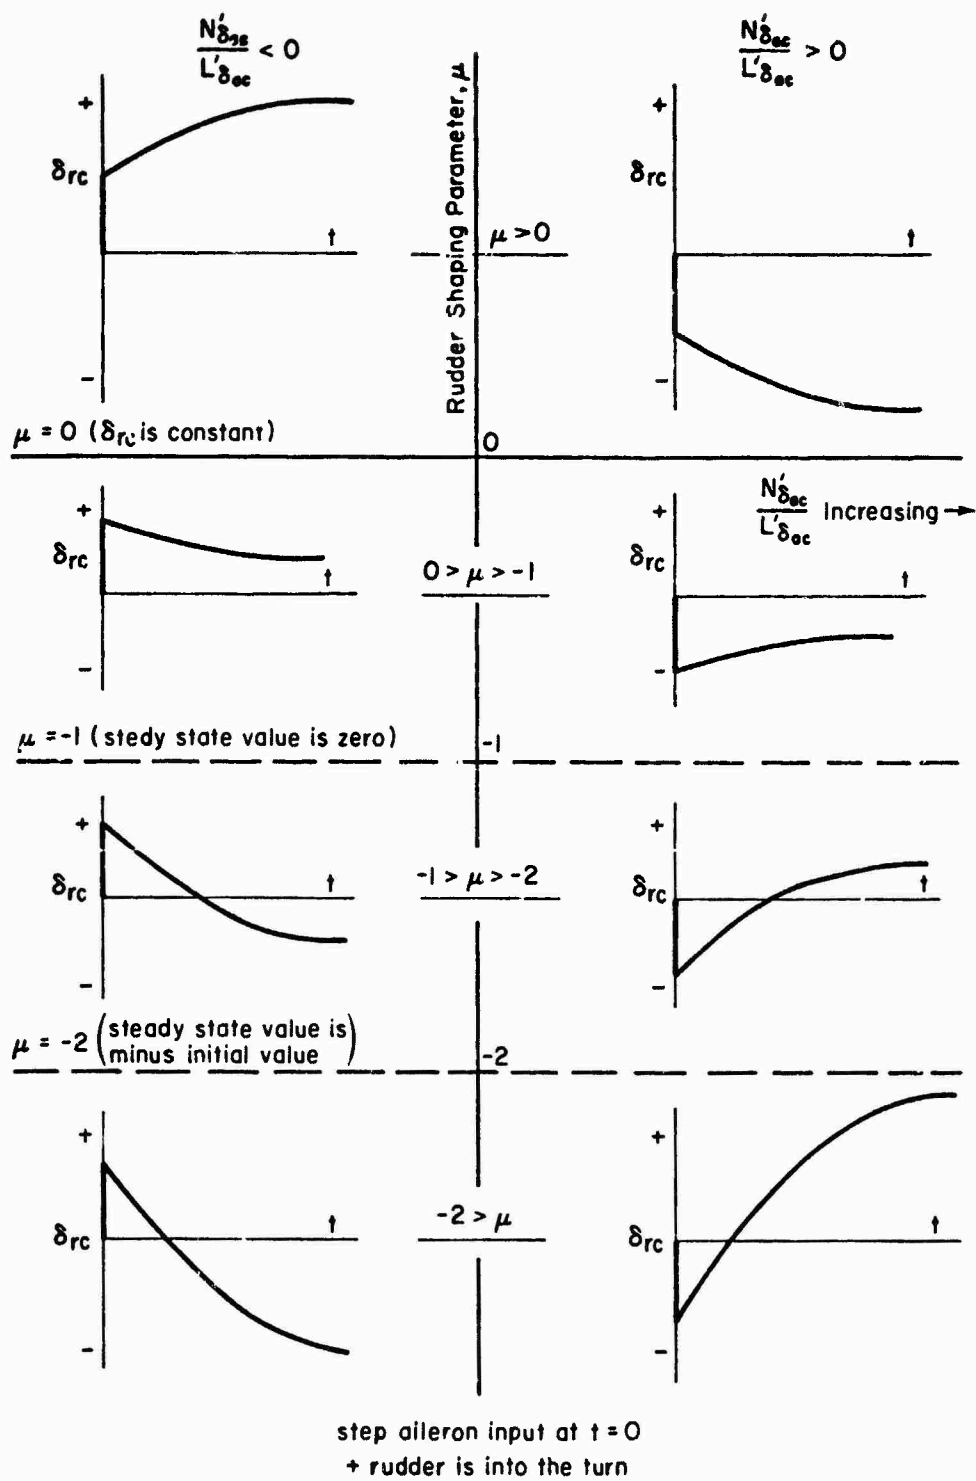 N'δac / L'δac < 0
N'δac / L'δac > 0
Rudder Shaping Parameter, μ
+
δrc
t
−
μ > 0
+
δrc
t
−
μ = 0 (δrc is constant)
0
N'δac / L'δac Increasing →
+
δrc
t
−
0 > μ > -1
+
δrc
t
−
μ = -1 (stedy state value is zero)
-1
+
δrc
t
−
-1 > μ > -2
+
δrc
t
−
μ = -2 (steady state value is
minus initial value)
-2
+
δrc
t
−
-2 > μ
+
δrc
t
−
step aileron input at t = 0
+ rudder is into the turn